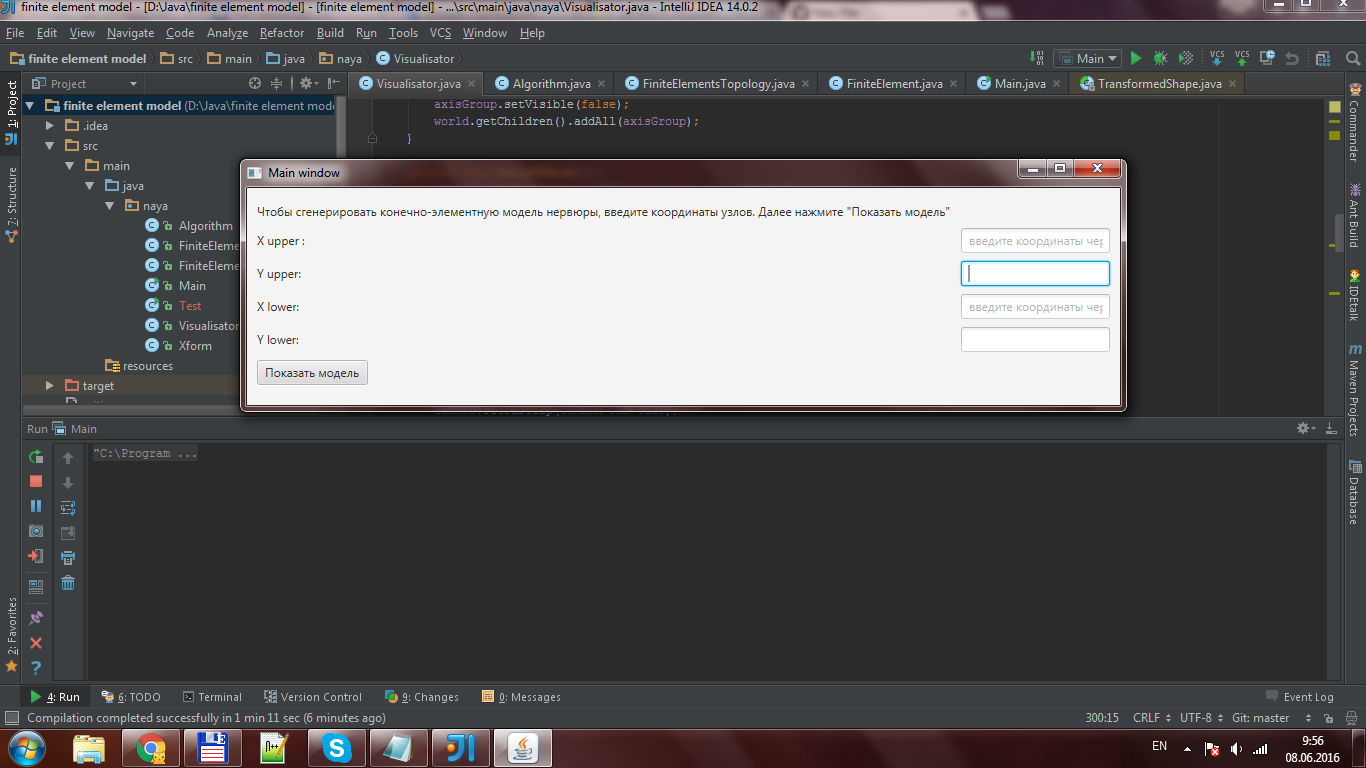 finite element model - [D:\Java\finite element model] - [finite element model] - ...\src\main\java\naya\Visualisator.java - IntelliJ IDEA 14.0.2
File Edit View Navigate Code Analyze Refactor Build Run Tools VCS Window Help
finite element model src main java naya Visualisator Main VCS VCS
Project Visualisator.java Algorithm.java FiniteElementsTopology.java FiniteElement.java Main.java TransformedShape.java
1: Project
7: Structure
2: Favorites
finite element model (D:\Java\finite element mode
.idea
src
main
java
naya
Algorithm
FiniteEleme
FiniteEleme
Main
Test
Visualisator
Xform
resources
target
axisGroup.setVisible(false);
world.getChildren().addAll(axisGroup);
}
Main window
Чтобы сгенерировать конечно-элементную модель нервюры, введите координаты узлов. Далее нажмите "Показать модель"
X upper : введите координаты чер
Y upper:
X lower: введите координаты чер
Y lower:
Показать модель
Commander
Ant Build
IDEtalk
Maven Projects
Database
Run Main
"C:\Program ...
4: Run 6: TODO Terminal Version Control 9: Changes 0: Messages Event Log
Compilation completed successfully in 1 min 11 sec (6 minutes ago) 300:15 CRLF UTF-8 Git: master
EN 9:56
08.06.2016